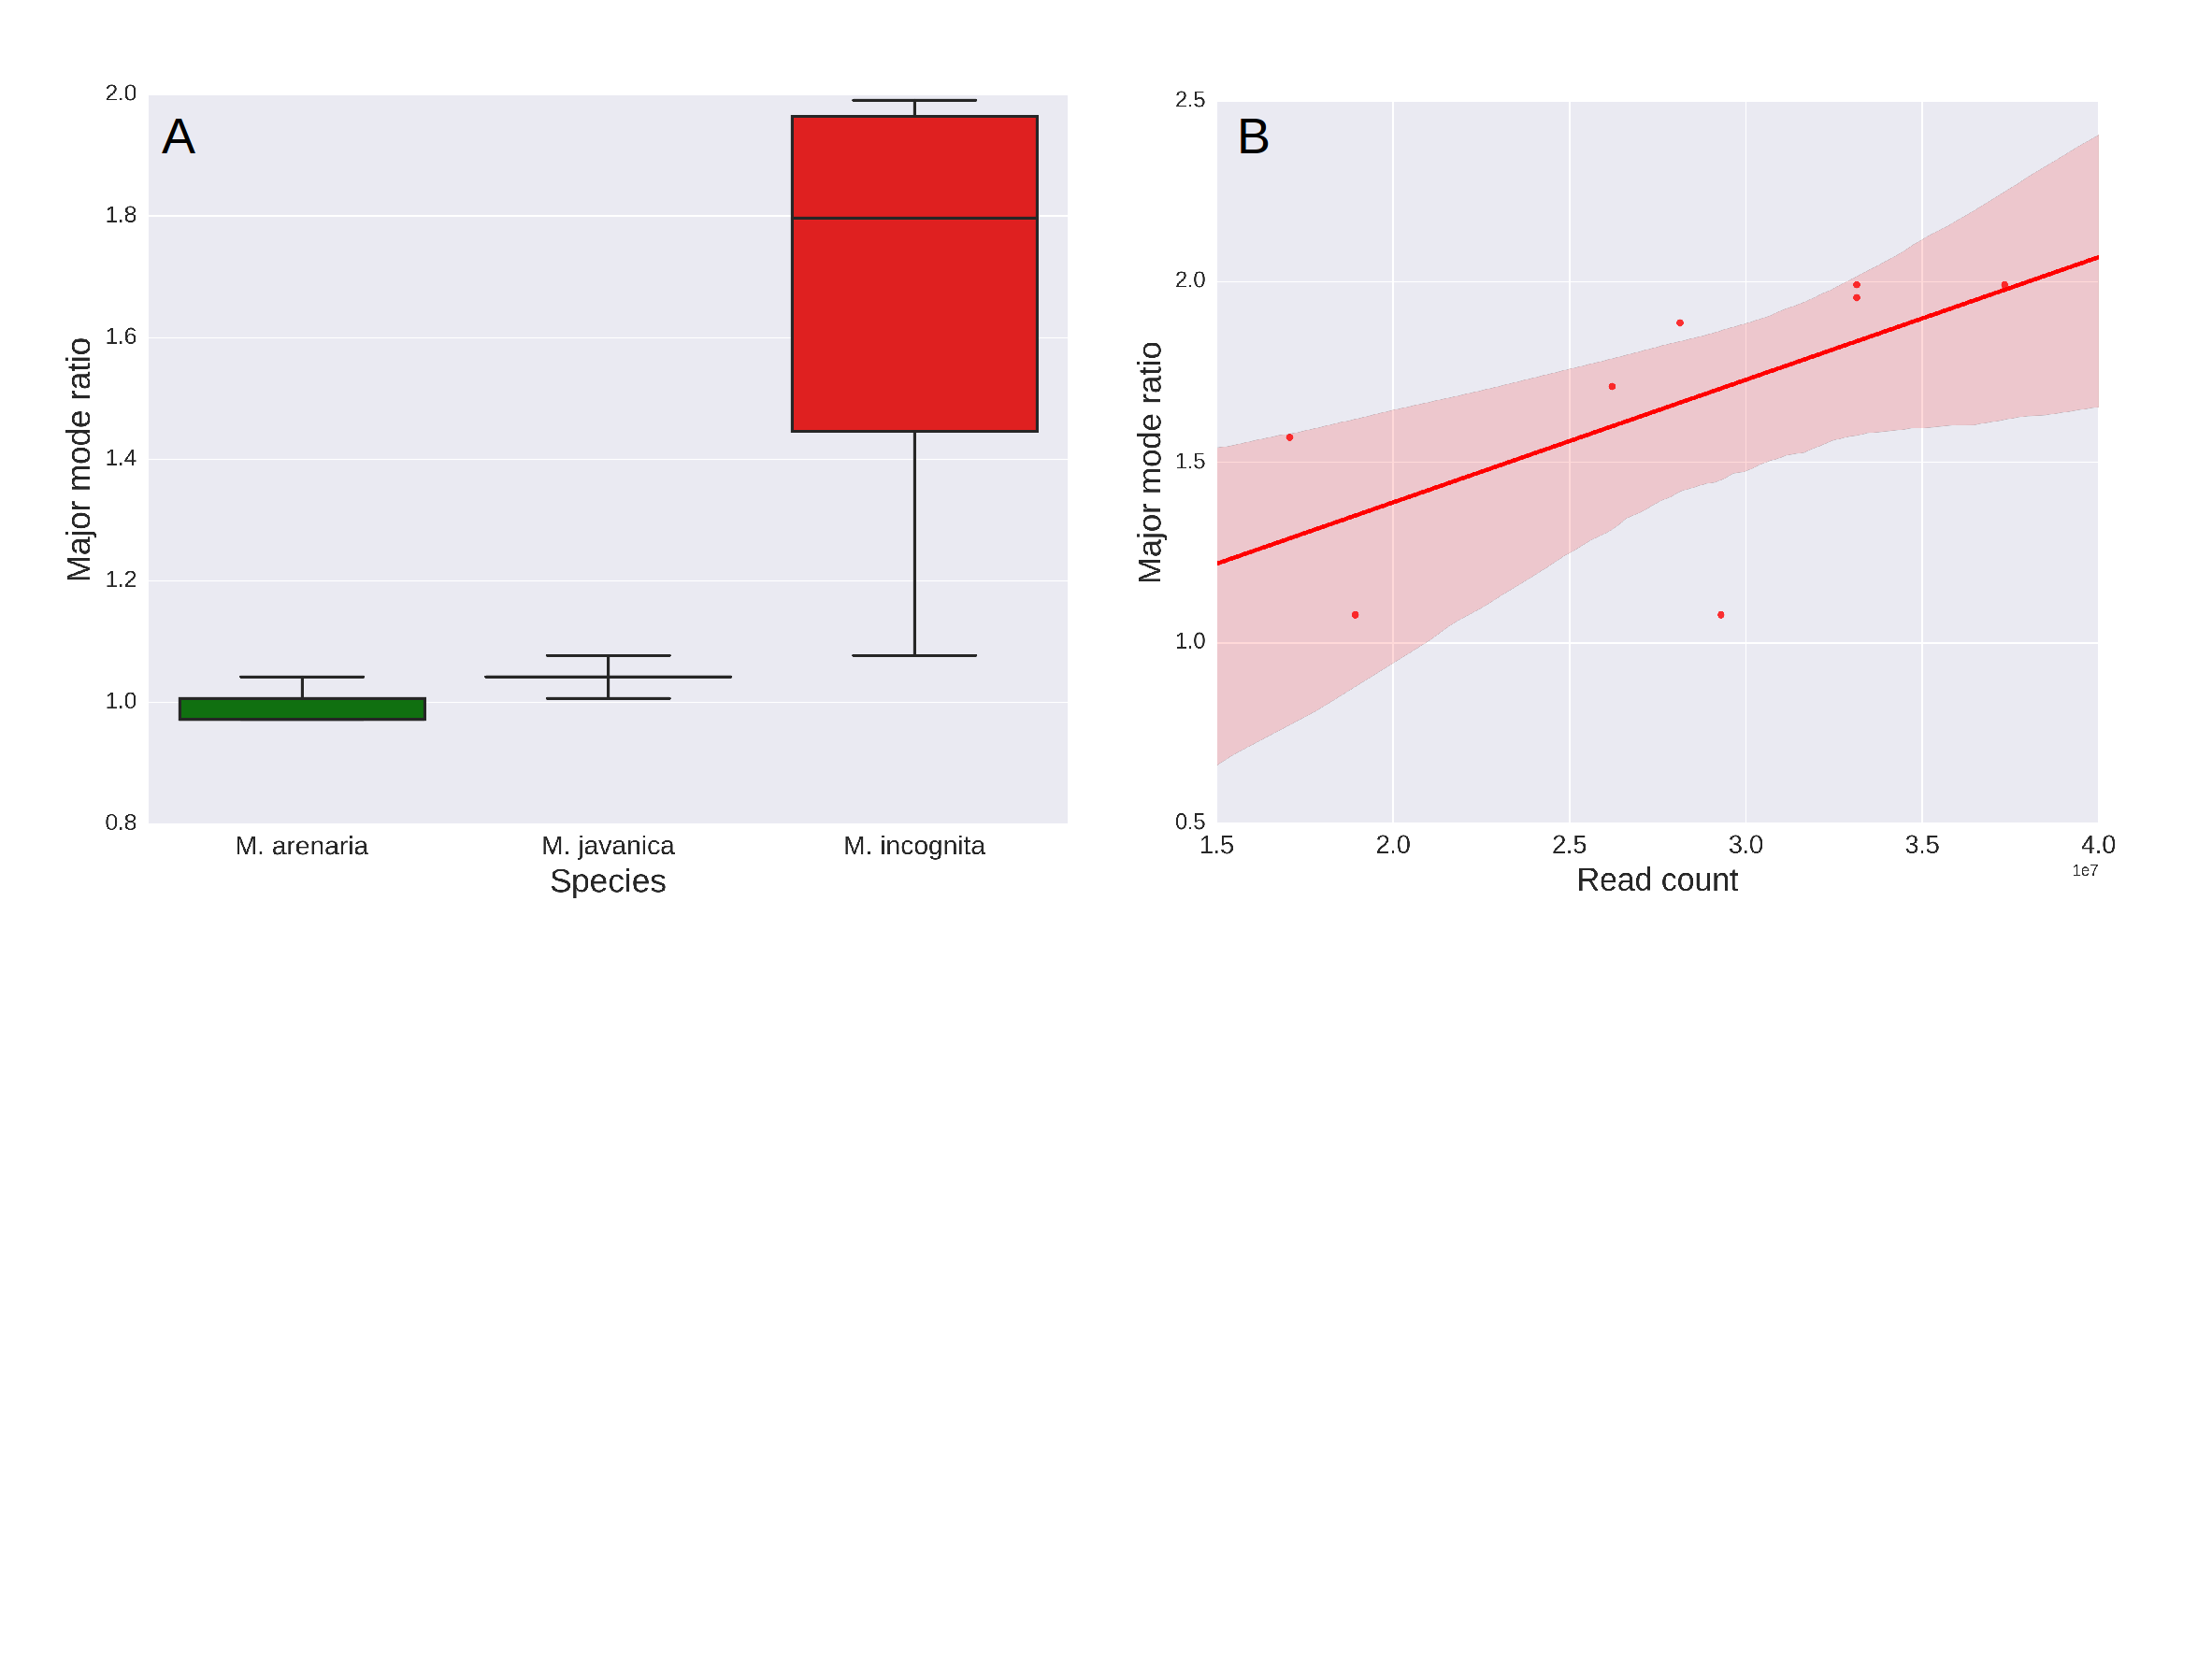 A
Major mode ratio
2.0
1.8
1.6
1.4
1.2
1.0
0.8
M. arenaria M. javanica M. incognita
Species
B
Major mode ratio
2.5
2.0
1.5
1.0
0.5
1.5 2.0 2.5 3.0 3.5 4.0
1e7
Read count